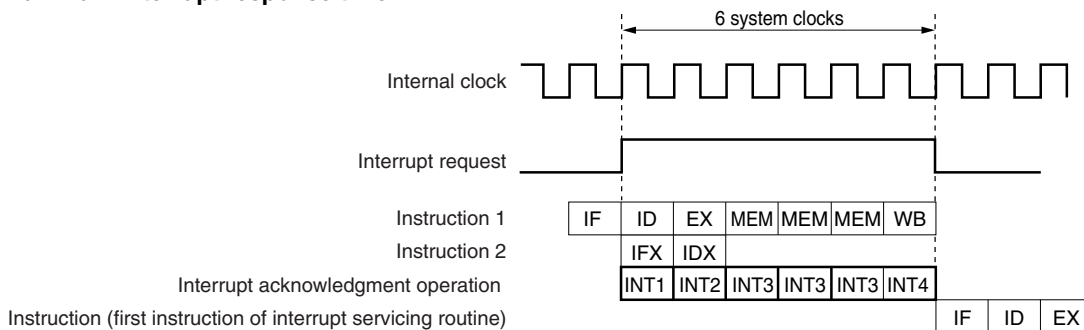 6 system clocks
Internal clock
Interrupt request
Instruction 1 IF ID EX MEM MEM MEM WB
Instruction 2 IFX IDX
Interrupt acknowledgment operation INT1 INT2 INT3 INT3 INT3 INT4
Instruction (first instruction of interrupt servicing routine) IF ID EX